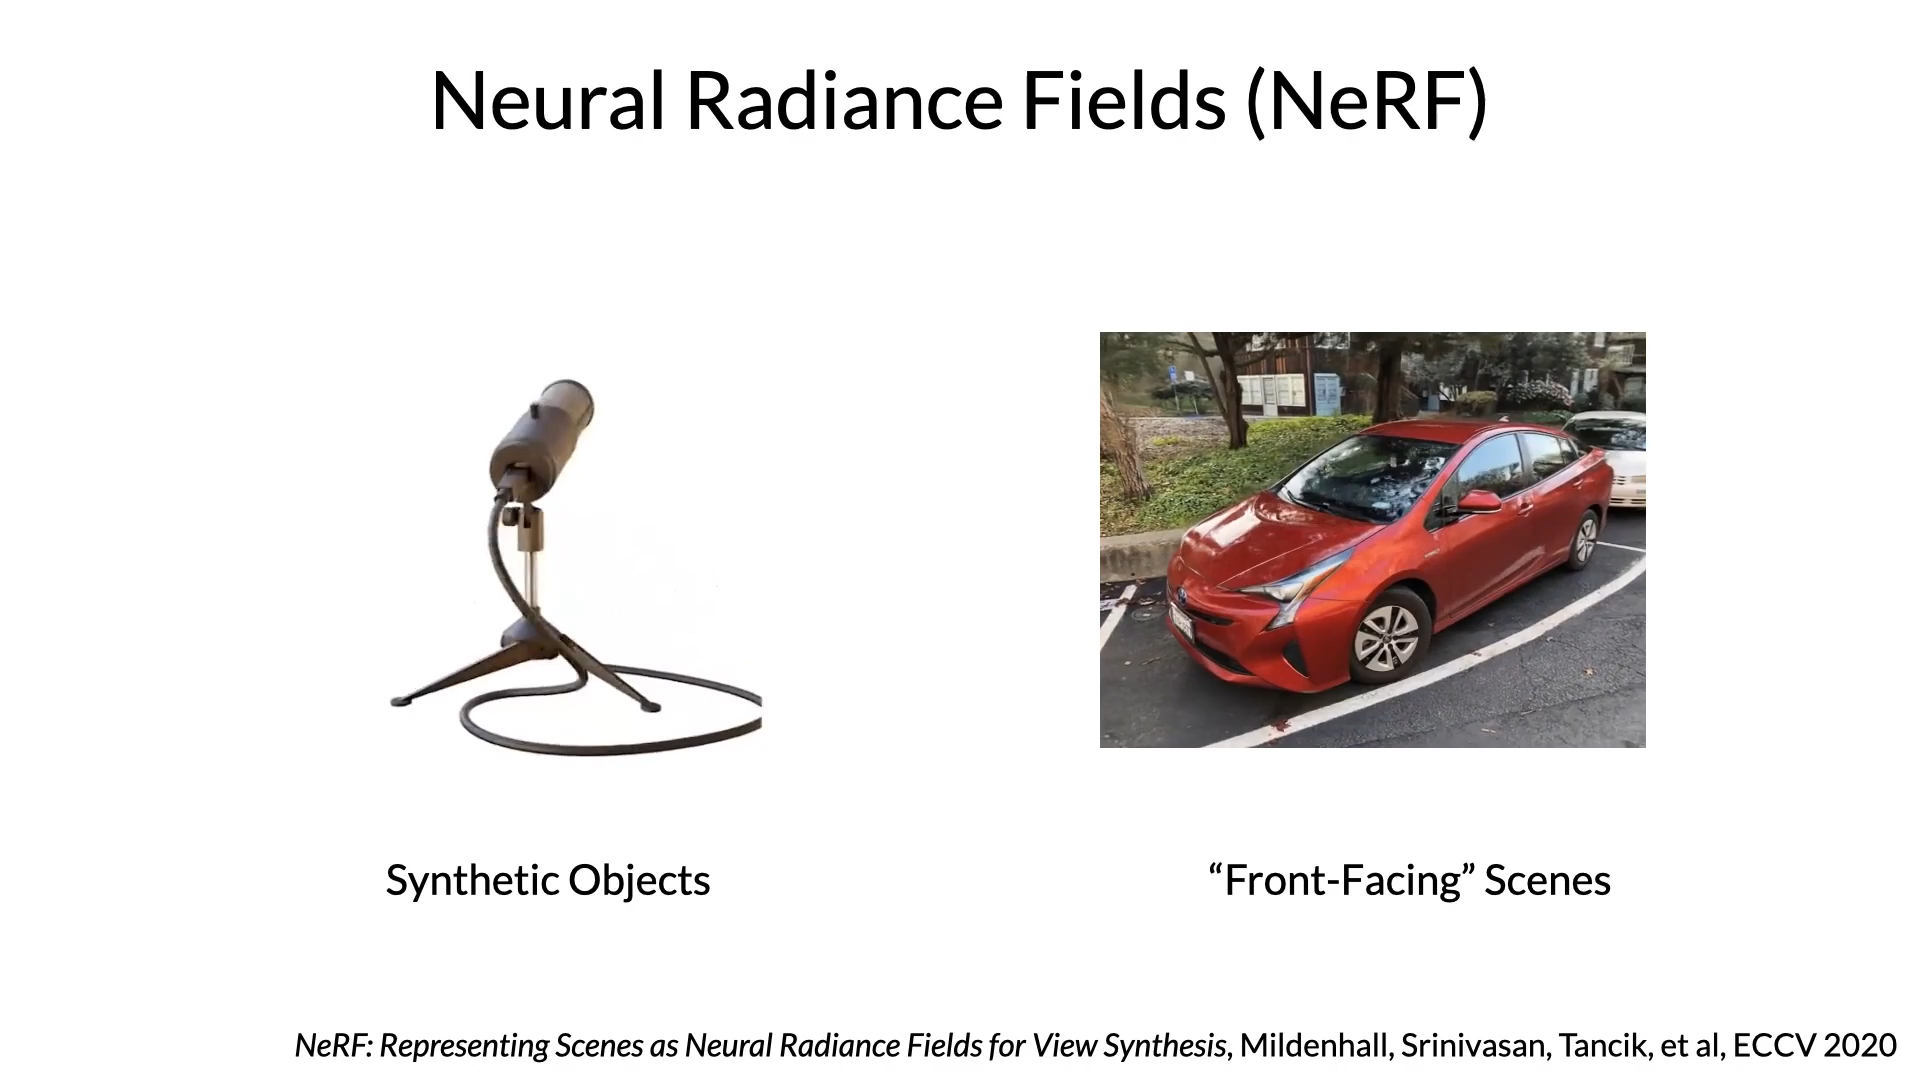 Neural Radiance Fields (NeRF)
Synthetic Objects
“Front-Facing” Scenes
NeRF: Representing Scenes as Neural Radiance Fields for View Synthesis, Mildenhall, Srinivasan, Tancik, et al, ECCV 2020